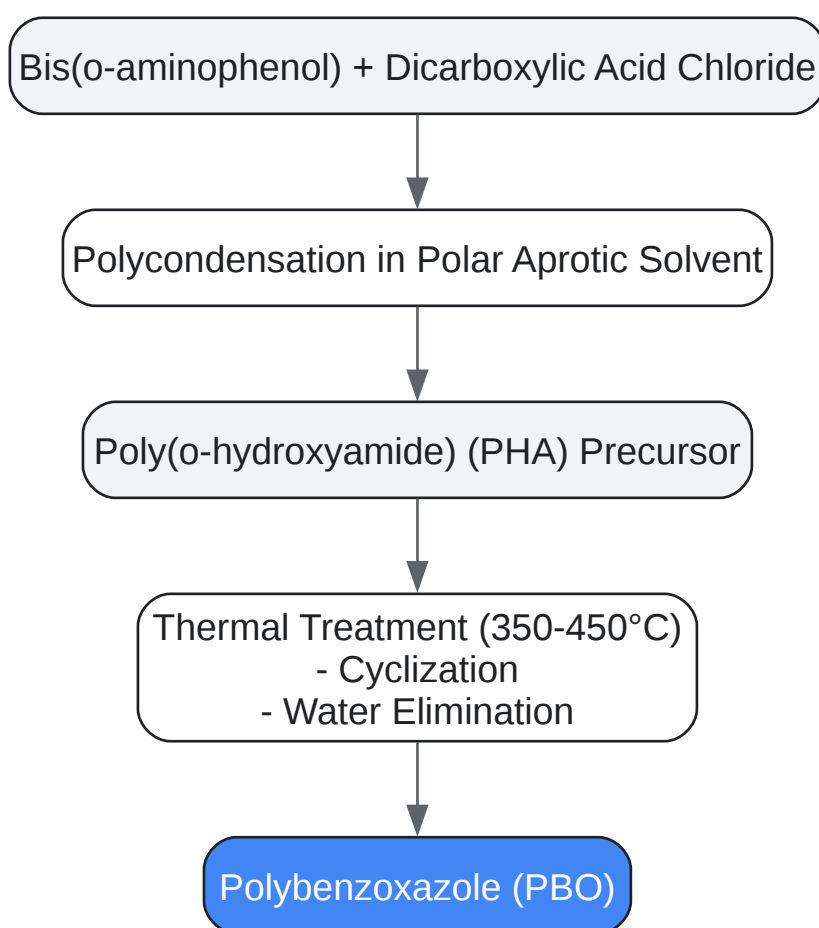 Bis(o-aminophenol) + Dicarboxylic Acid Chloride
Polycondensation in Polar Aprotic Solvent
Poly(o-hydroxyamide) (PHA) Precursor
Thermal Treatment (350-450°C)
- Cyclization
- Water Elimination
Polybenzoxazole (PBO)